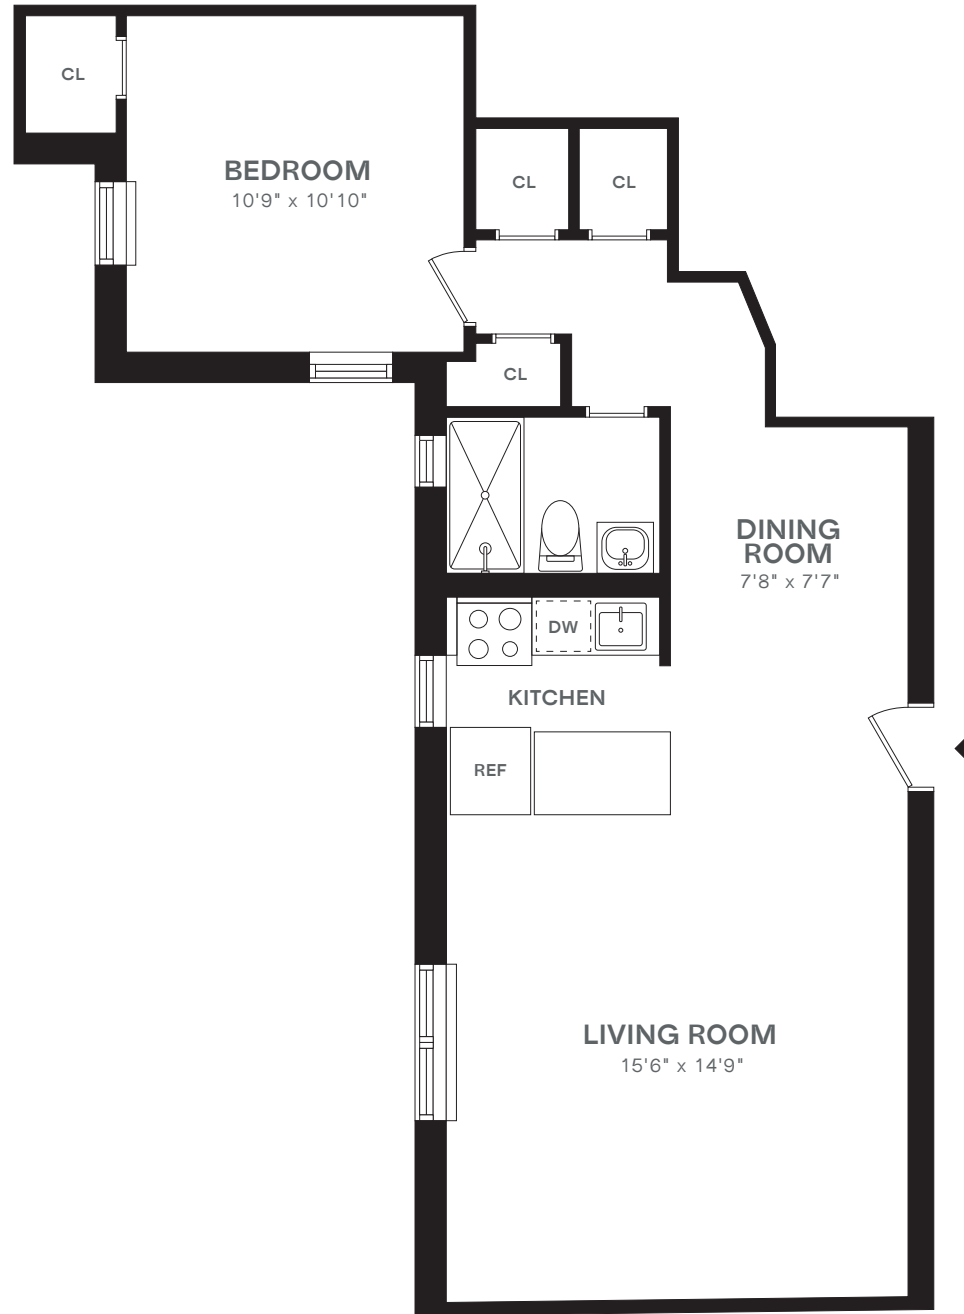 CL
BEDROOM
10'9" x 10'10"
CL
CL
CL
DINING
ROOM
7'8" x 7'7"
DW
KITCHEN
REF
LIVING ROOM
15'6" x 14'9"